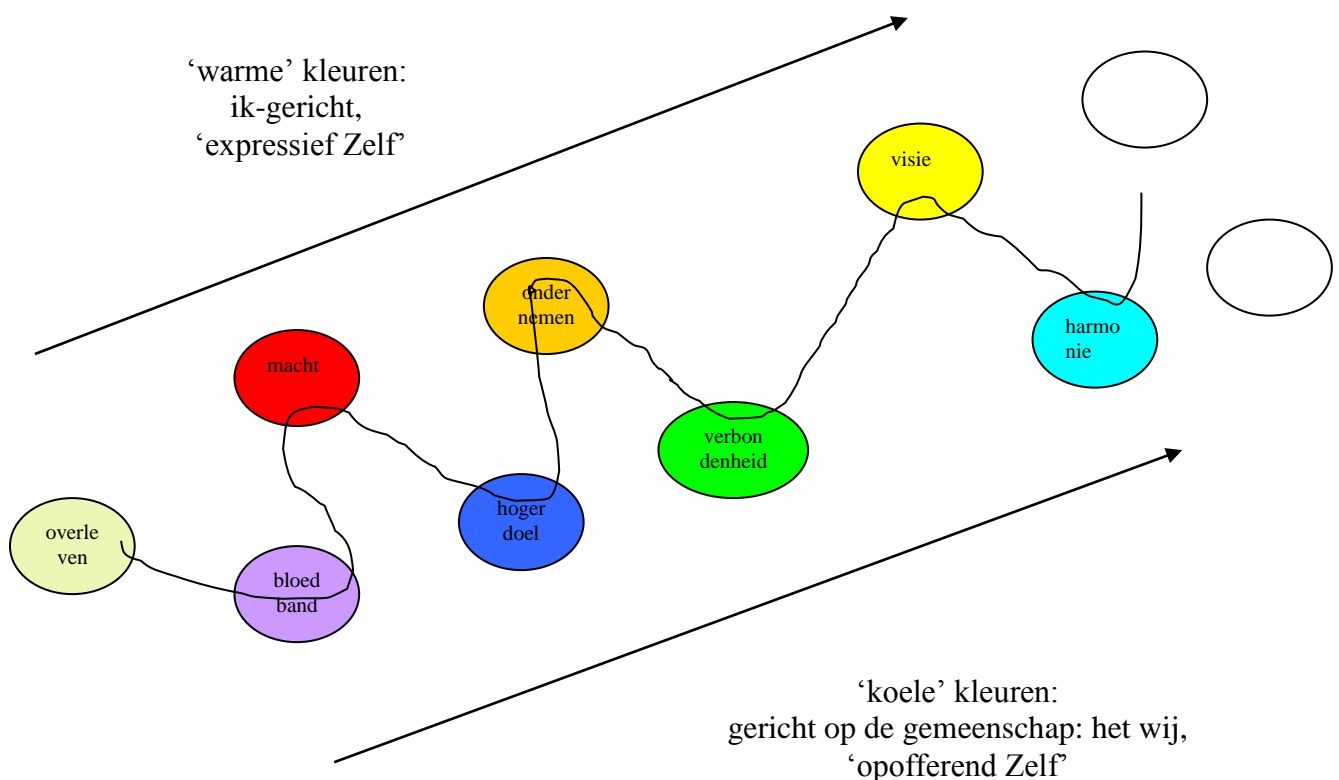 ‘warme’ kleuren:
ik-gericht,
‘expressief Zelf’
visie
onder
nemen
harmo
nie
macht
verbon
denheid
hoger
doel
overle
ven
bloed
band
‘koele’ kleuren:
gericht op de gemeenschap: het wij,
‘opofferend Zelf’